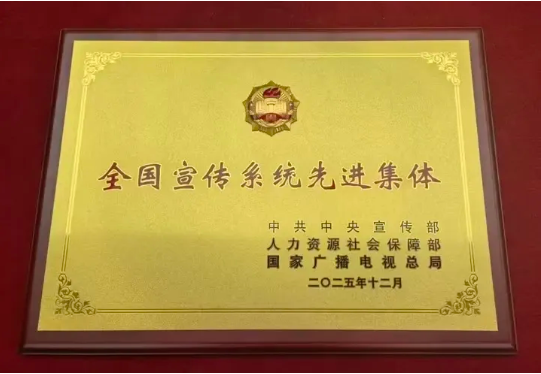 全国宣传系统先进集体
中共中央宣传部
人力资源社会保障部
国家广播电视总局
二〇二五年十二月